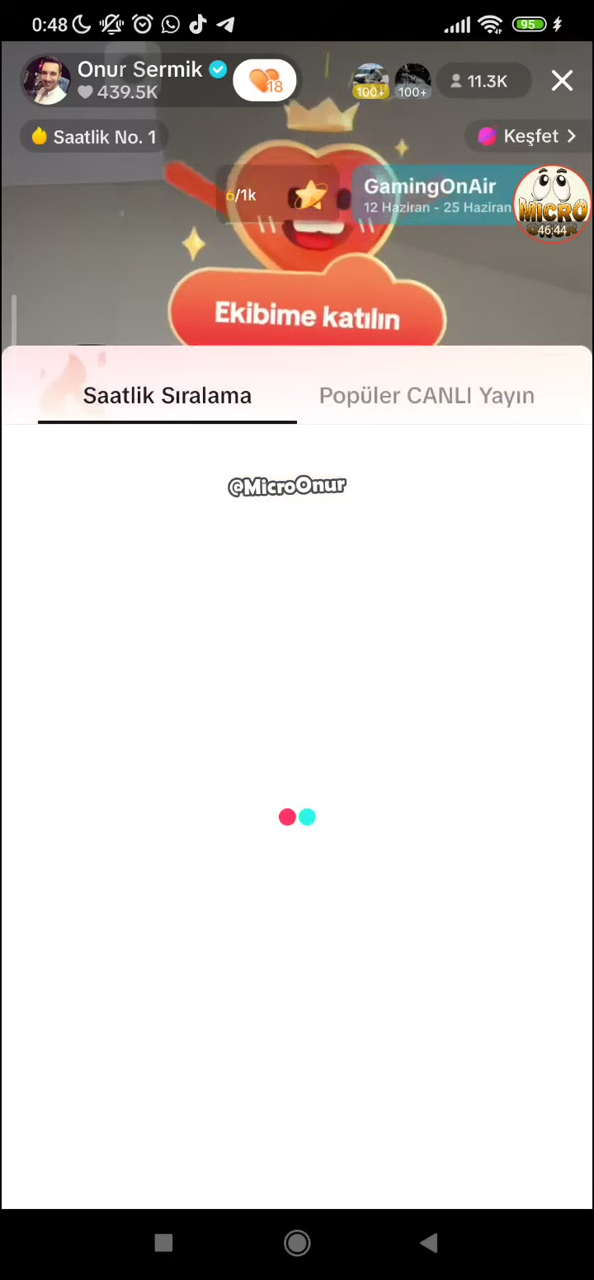 0:48
95
Onur Sermik
439.5K
18
100+
100+
11.3K
Saatlik No. 1
Keşfet
0/1k
GamingOnAir
12 Haziran - 25 Haziran
MICRO
46:44
Ekibime katılın
Saatlik Sıralama
Popüler CANLI Yayın
@MicroOnur